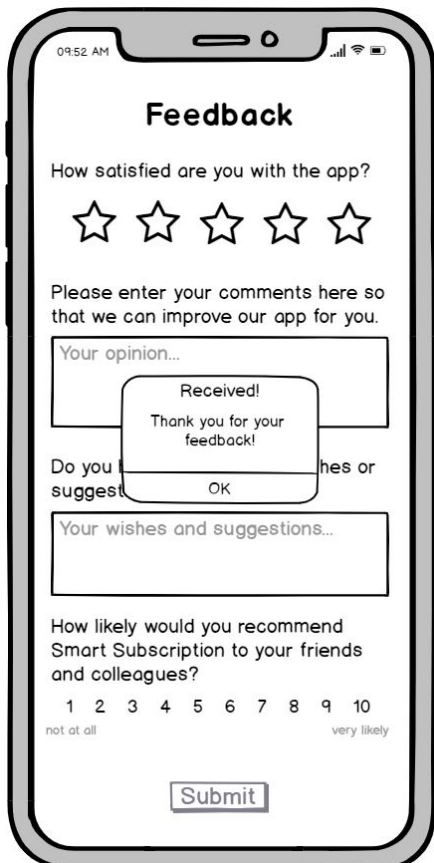 09:52 AM
Feedback
How satisfied are you with the app?
Please enter your comments here so
that we can improve our app for you.
Your opinion...
Received!
Thank you for your
feedback!
OK
Do you hes or
suggest
Your wishes and suggestions...
How likely would you recommend
Smart Subscription to your friends
and colleagues?
1 2 3 4 5 6 7 8 9 10
not at all very likely
Submit